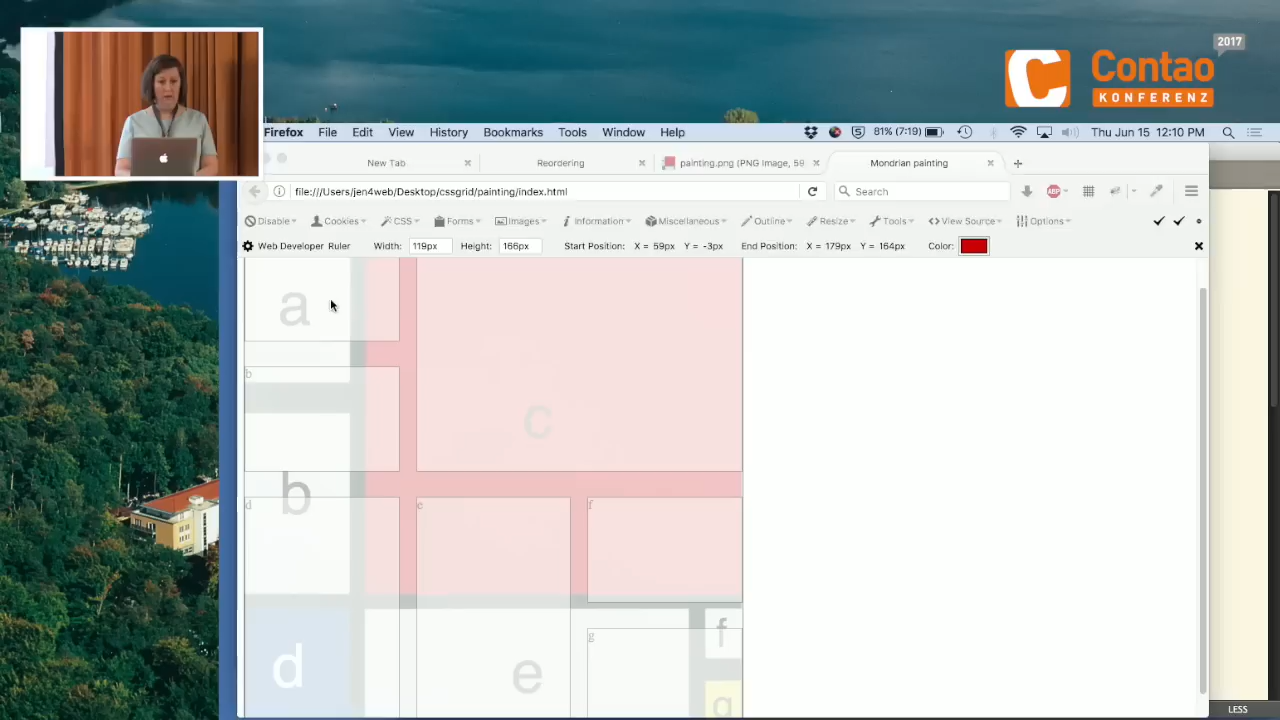 2017
Contao
KONFERENZ
Firefox File Edit View History Bookmarks Tools Window Help 5 81% (7:19) Thu Jun 15 12:10 PM
New Tab × Reordering × painting.png (PNG Image, 59 × Mondrian painting × +
file:///Users/jen4web/Desktop/cssgrid/painting/index.html Search ABP
Disable Cookies CSS Forms Images Information Miscellaneous Outline Resize Tools View Source Options
Web Developer Ruler Width: 119px Height: 166px Start Position: X = 59px Y = -3px End Position: X = 179px Y = 164px Color:
a
b
c
b
d e f
f
g
d e
g
LESS